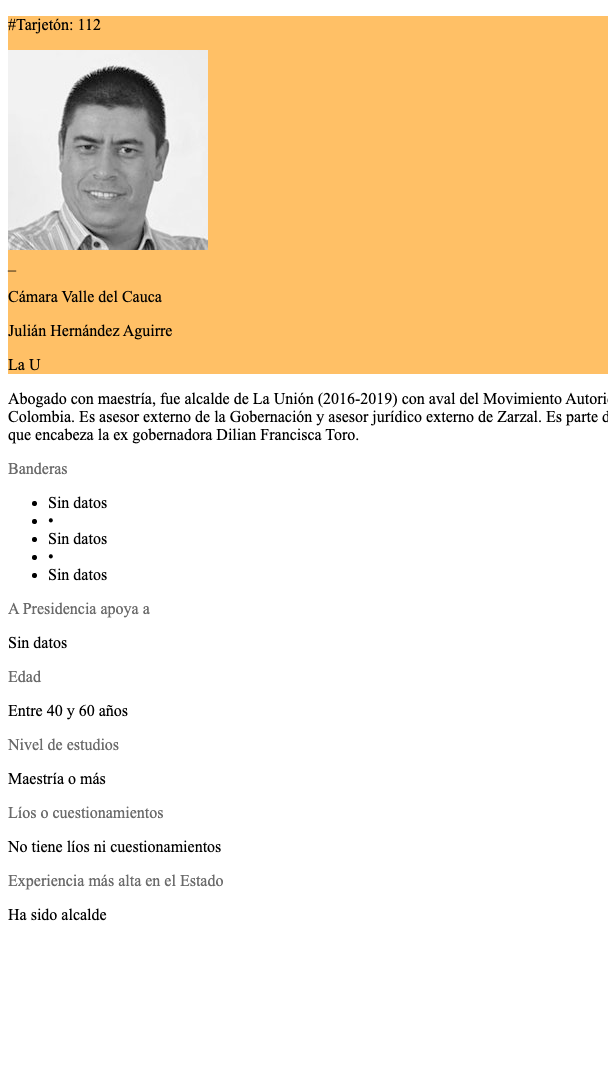 #Tarjetón: 112
_
Cámara Valle del Cauca
Julián Hernández Aguirre
La U
Abogado con maestría, fue alcalde de La Unión (2016-2019) con aval del Movimiento
Colombia. Es asesor externo de la Gobernación y asesor jurídico externo de Zarzal. Es parte
que encabeza la ex gobernadora Dilian Francisca Toro.
Banderas
• Sin datos
• •
• Sin datos
• •
• Sin datos
A Presidencia apoya a
Sin datos
Edad
Entre 40 y 60 años
Nivel de estudios
Maestría o más
Líos o cuestionamientos
No tiene líos ni cuestionamientos
Experiencia más alta en el Estado
Ha sido alcalde